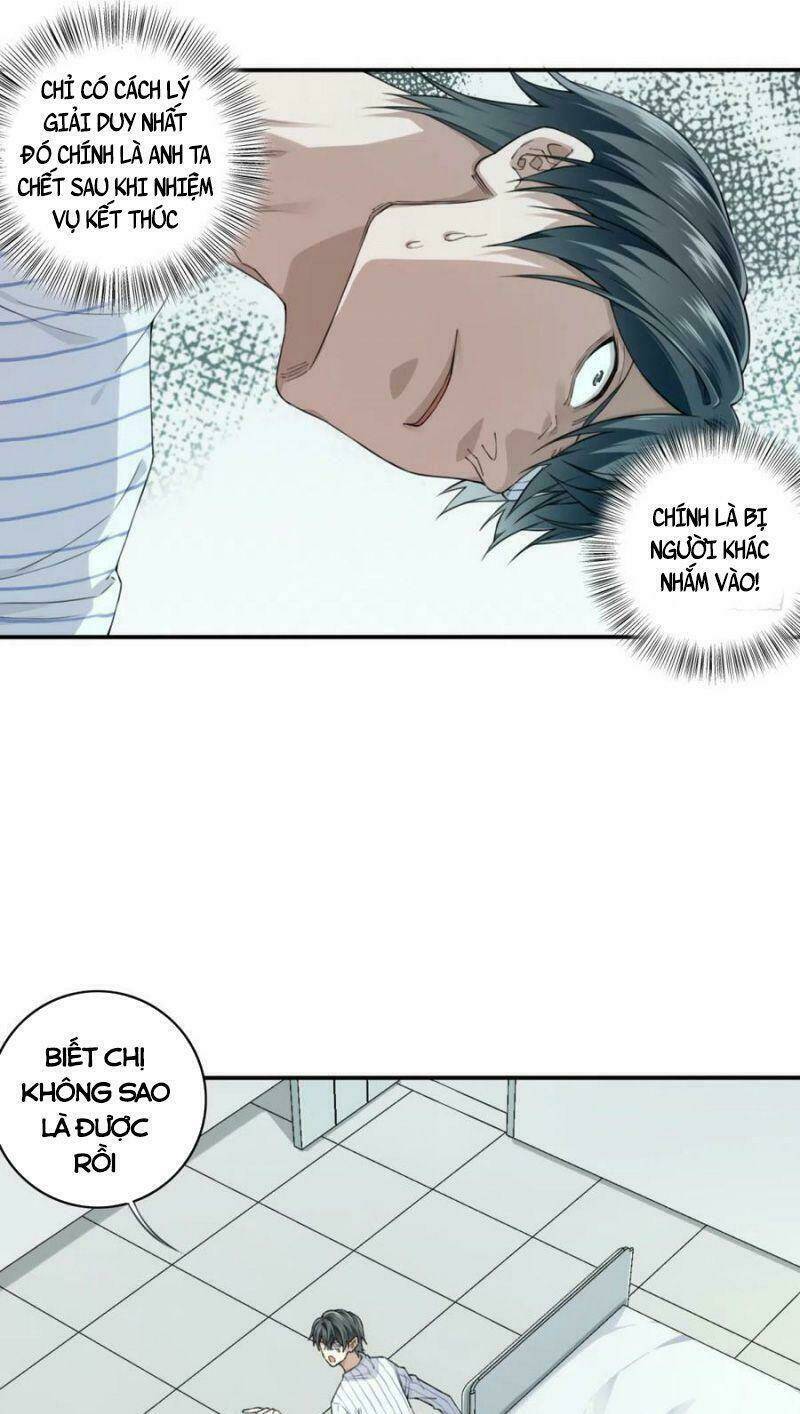 CHỈ CÓ CÁCH LÝ
GIẢI DUY NHẤT
ĐÓ CHÍNH LÀ ANH TA
CHẾT SAU KHI NHIỆM
VỤ KẾT THÚC
CHÍNH LÀ BỊ
NGƯỜI KHÁC
NHẮM VÀO!
BIẾT CHỊ
KHÔNG SAO
LÀ ĐƯỢC
RỒI